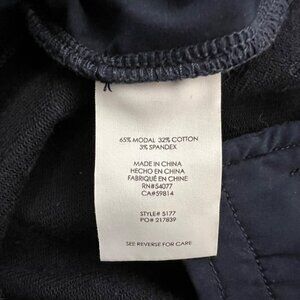 65% MODAL 32% COTTON
3% SPANDEX
MADE IN CHINA
HECHO EN CHINA
FABRIQUÉ EN CHINE
RN#54077
CA#59814
STYLE# 5177
PO# 217839
SEE REVERSE FOR CARE